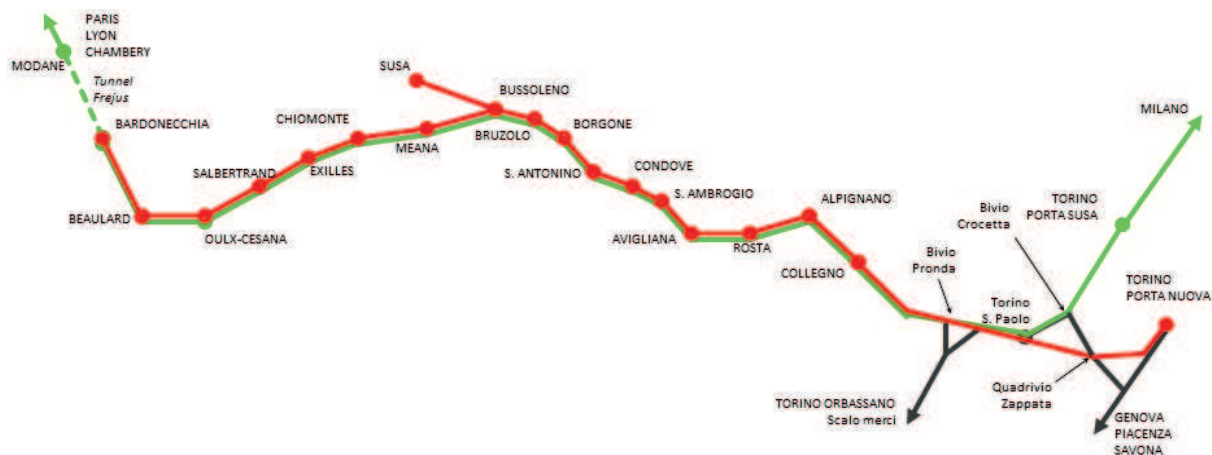 PARIS
LYON
CHAMBERY
MODANE
Tunnel
Frejus
BARDONECCHIA
BEAULARD
OULX-CESANA
SALBERTRAND
EXILLES
CHIOMONTE
MEANA
SUSA
BUSSOLENO
BRUZOLO
BORGONE
S. ANTONINO
CONDOVE
S. AMBROGIO
AVIGLIANA
ROSTA
ALPIGNANO
COLLEGNO
Bivio
Pronda
Torino
S. Paolo
Bivio
Crocetta
TORINO
PORTA SUSA
MILANO
TORINO
PORTA NUOVA
Quadrivio
Zappata
TORINO ORBASSANO
Scalo merci
GENOVA
PIACENZA
SAVONA